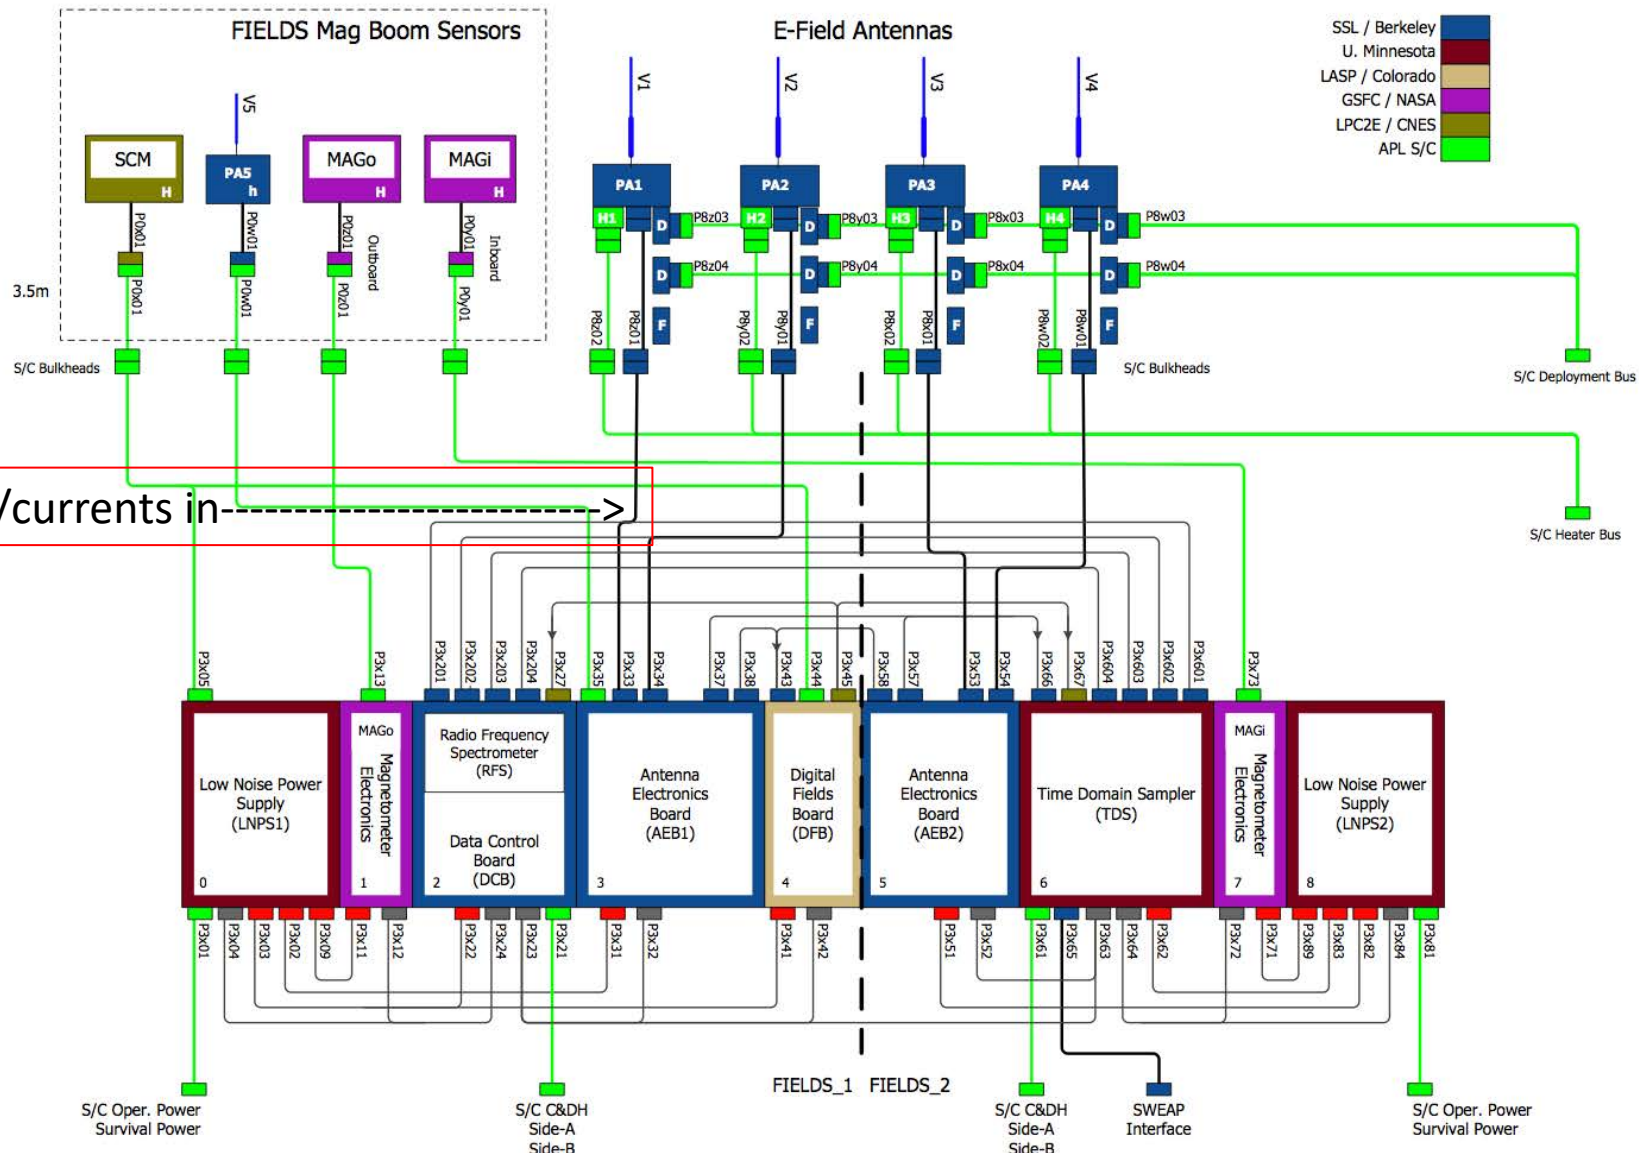 FIELDS Mag Boom Sensors
E-Field Antennas
SSL / Berkeley
U. Minnesota
LASP / Colorado
GSFC / NASA
LPC2E / CNES
APL S/C
V5
V1
V2
V3
V4
SCM
H
PA5
h
MAGo
H
MAGi
H
PA1
PA2
PA3
PA4
P0x01
P0w01
P0z01
Outboard
P0y01
Inboard
H1
D
P8z03
H2
D
P8y03
H3
D
P8x03
H4
D
P8w03
D
P8z04
D
P8y04
D
P8x04
D
P8w04
3.5m
P0x01
P0w01
P0z01
P0y01
P8z02
P8z01
F
P8y02
P8y01
F
P8x02
P8x01
F
P8w02
P8w01
F
S/C Bulkheads
S/C Bulkheads
S/C Deployment Bus
/currents in-------------------------->
S/C Heater Bus
P3x05
P3x13
P3x201
P3x202
P3x203
P3x204
P3x27
P3x35
P3x33
P3x34
P3x37
P3x38
P3x43
P3x44
P3x45
P3x58
P3x57
P3x53
P3x54
P3x66
P3x67
P3x604
P3x603
P3x602
P3x601
P3x73
Low Noise Power
Supply
(LNPS1)
0
MAGo
Magnetometer
Electronics
1
Radio Frequency
Spectrometer
(RFS)
Data Control
Board
(DCB)
2
Antenna
Electronics
Board
(AEB1)
3
Digital
Fields
Board
(DFB)
4
Antenna
Electronics
Board
(AEB2)
5
Time Domain Sampler
(TDS)
6
MAGi
Magnetometer
Electronics
7
Low Noise Power
Supply
(LNPS2)
8
P3x01
P3x04
P3x03
P3x02
P3x09
P3x11
P3x12
P3x22
P3x24
P3x23
P3x21
P3x31
P3x32
P3x41
P3x42
P3x51
P3x52
P3x61
P3x65
P3x63
P3x64
P3x62
P3x72
P3x71
P3x89
P3x83
P3x82
P3x84
P3x81
FIELDS_1
FIELDS_2
S/C Oper. Power
Survival Power
S/C C&DH
Side-A
Side-B
S/C C&DH
Side-A
Side-B
SWEAP
Interface
S/C Oper. Power
Survival Power